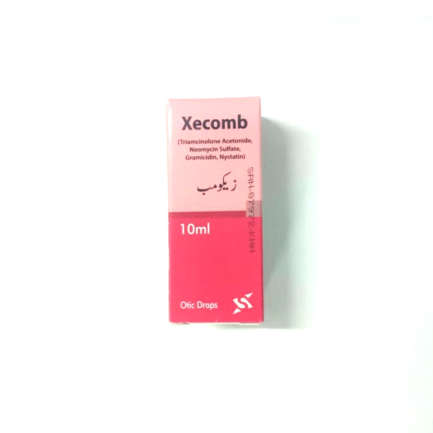 Xecomb
(Triamcinolone Acetonide,
Neomycin Sulfate,
Gramicidin, Nystatin)
زیکومب
10ml
Otic Drops